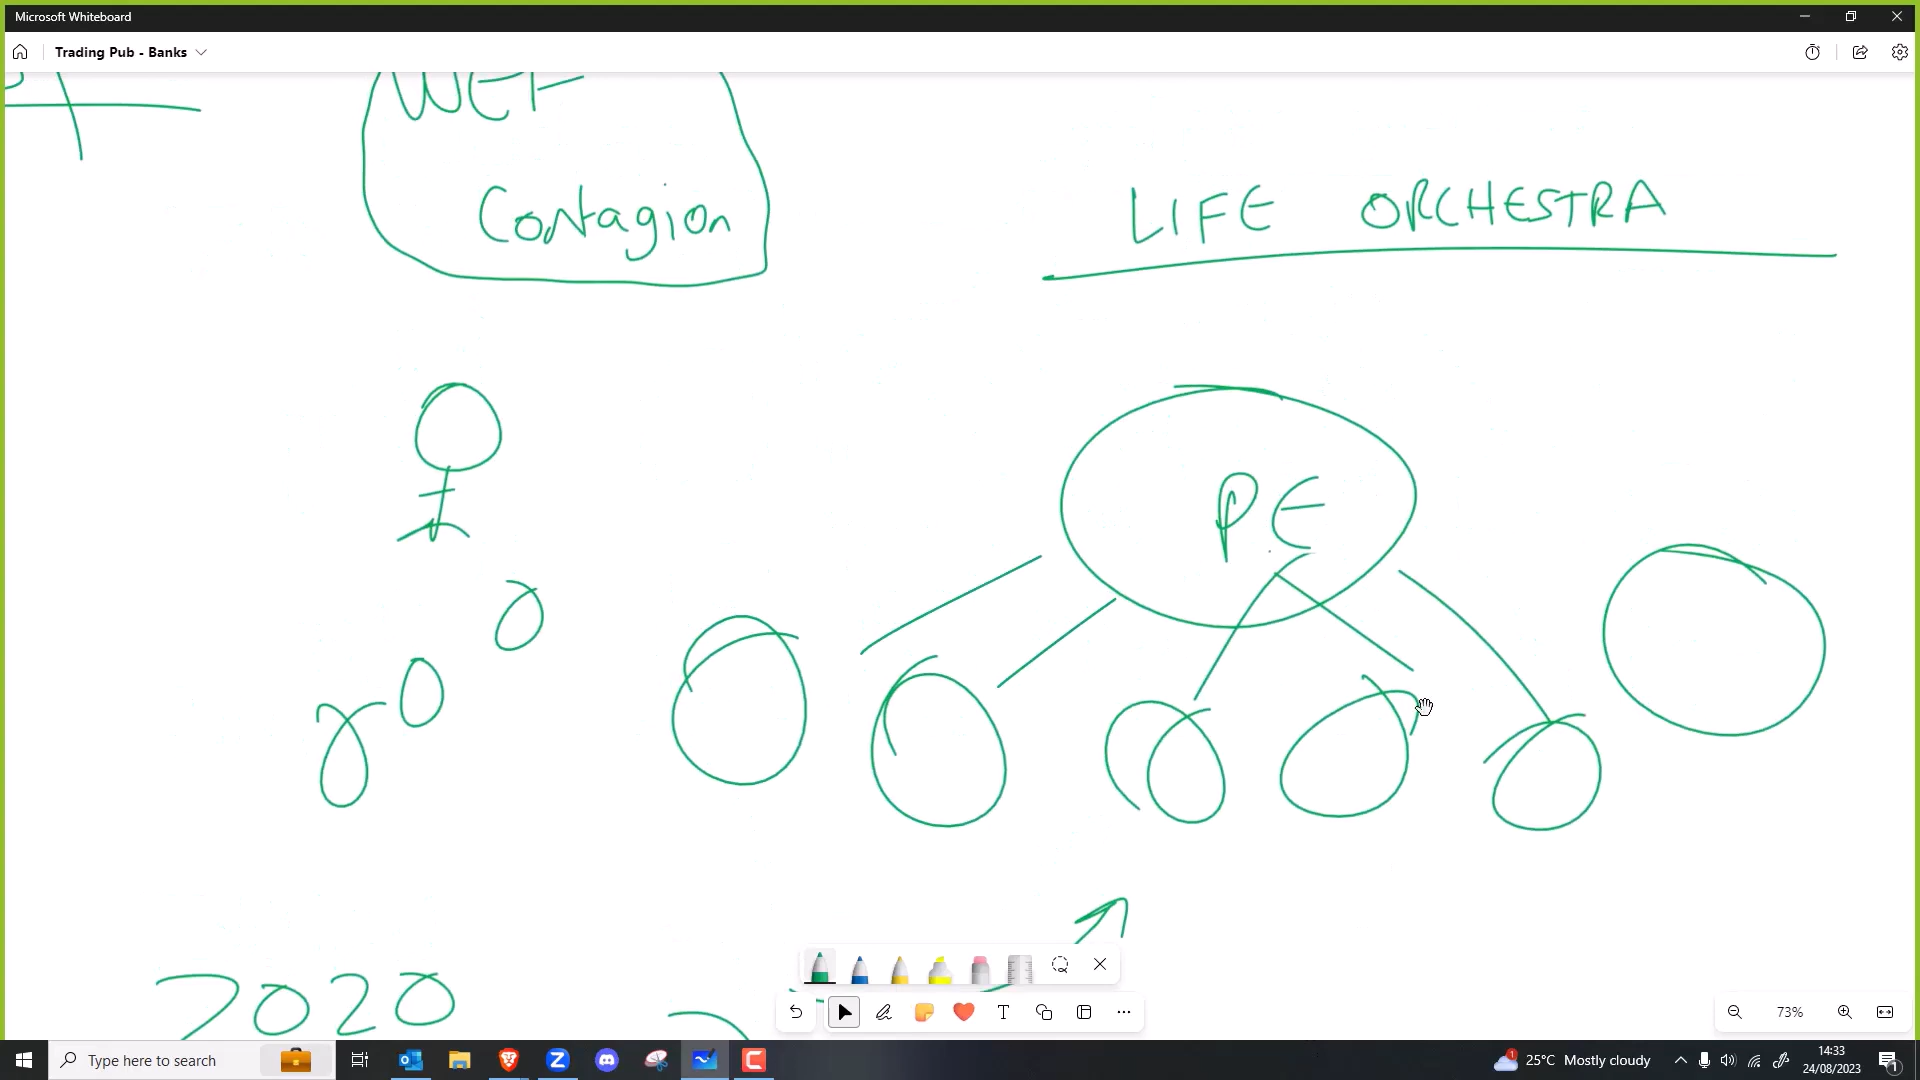 Microsoft Whiteboard
Trading Pub - Banks
WEF
Contagion
LIFE ORCHESTRA
PE
2020
73%
Type here to search
25°C Mostly cloudy
14:33
24/08/2023